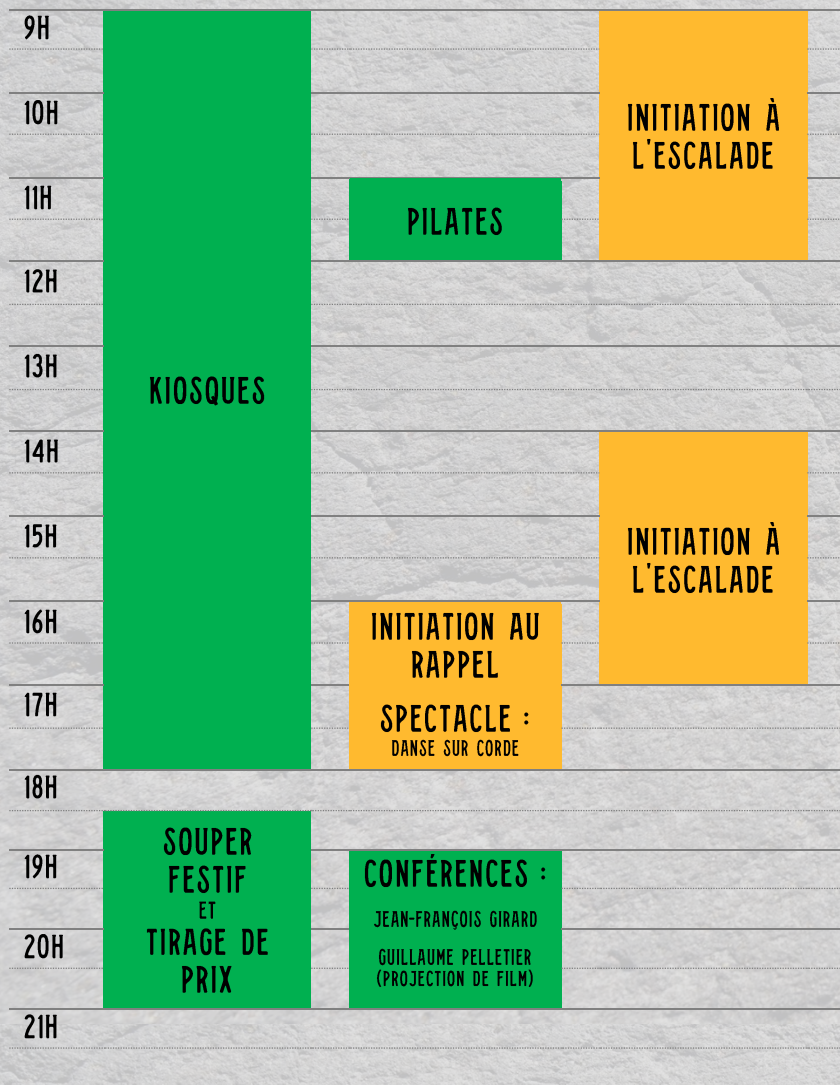 9H
10H
11H
12H
13H
14H
15H
16H
17H
18H
19H
20H
21H
KIOSQUES
SOUPER
FESTIF
ET
TIRAGE DE
PRIX
PILATES
INITIATION AU
RAPPEL
SPECTACLE :
DANSE SUR CORDE
CONFÉRENCES :
JEAN-FRANÇOIS GIRARD
GUILLAUME PELLETIER
(PROJECTION DE FILM)
INITIATION À
L'ESCALADE
INITIATION À
L'ESCALADE